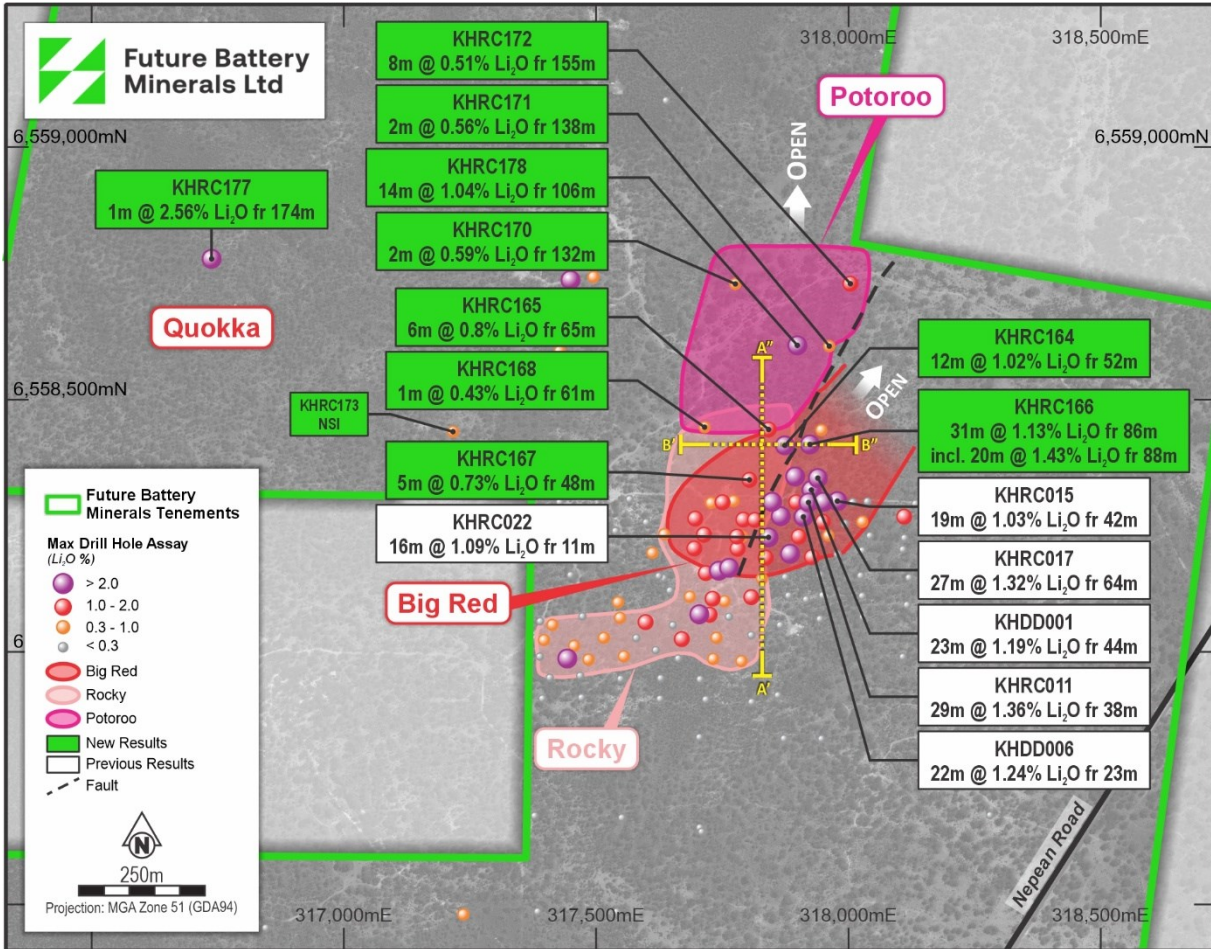 Future Battery
Minerals Ltd
318,000mE
318,500mE
6,559,000mN
6,559,000mN
KHRC172
8m @ 0.51% Li₂O fr 155m
KHRC171
2m @ 0.56% Li₂O fr 138m
KHRC178
14m @ 1.04% Li₂O fr 106m
KHRC170
2m @ 0.59% Li₂O fr 132m
KHRC165
6m @ 0.8% Li₂O fr 65m
KHRC168
1m @ 0.43% Li₂O fr 61m
KHRC177
1m @ 2.56% Li₂O fr 174m
Potoroo
OPEN
Quokka
6,558,500mN
KHRC173
NSI
A"
B'
B"
OPEN
KHRC164
12m @ 1.02% Li₂O fr 52m
KHRC166
31m @ 1.13% Li₂O fr 86m
incl. 20m @ 1.43% Li₂O fr 88m
KHRC167
5m @ 0.73% Li₂O fr 48m
KHRC022
16m @ 1.09% Li₂O fr 11m
KHRC015
19m @ 1.03% Li₂O fr 42m
KHRC017
27m @ 1.32% Li₂O fr 64m
KHDD001
23m @ 1.19% Li₂O fr 44m
KHRC011
29m @ 1.36% Li₂O fr 38m
KHDD006
22m @ 1.24% Li₂O fr 23m
Big Red
A'
Rocky
Nepean Road
Future Battery
Minerals Tenements
Max Drill Hole Assay
(Li₂O %)
> 2.0
1.0 - 2.0
0.3 - 1.0
< 0.3
Big Red
Rocky
Potoroo
New Results
Previous Results
Fault
N
250m
Projection: MGA Zone 51 (GDA94)
317,000mE
317,500mE
318,000mE
318,500mE